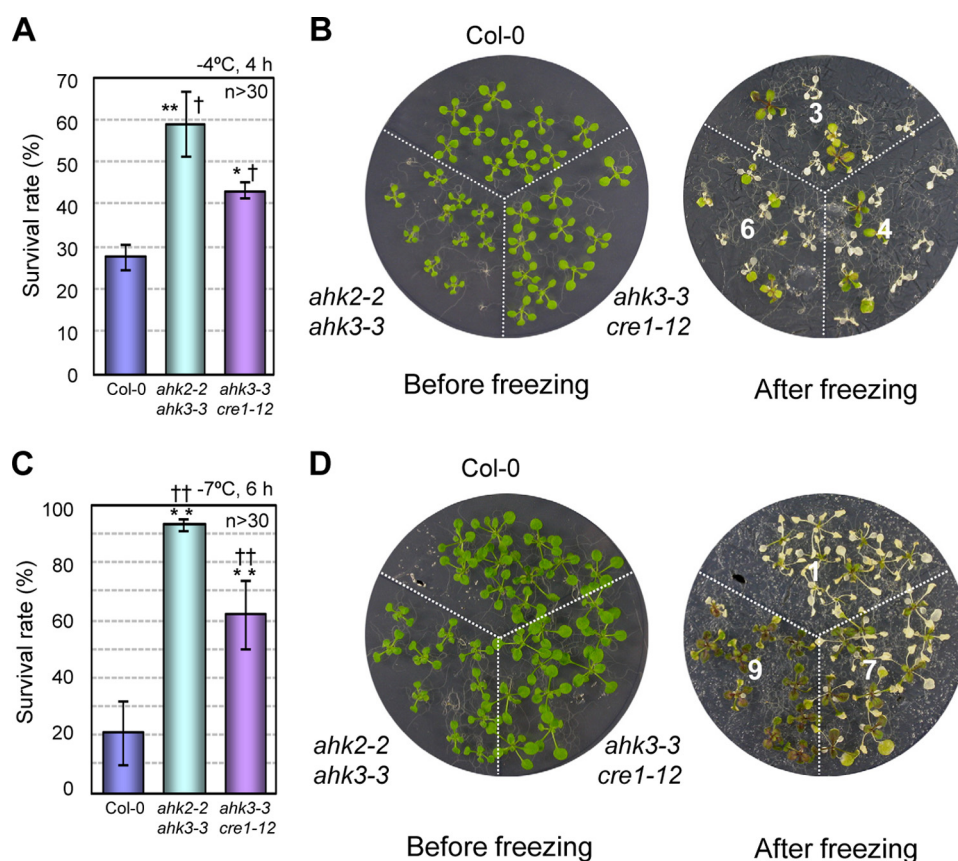 A
-4ºC, 4 h
n>30
Survival rate (%)
70
60
50
40
30
20
10
0
** †
* †
Col-0
ahk2-2
ahk3-3
ahk3-3
cre1-12
B
Col-0
ahk2-2
ahk3-3
ahk3-3
cre1-12
3
6
4
Before freezing
After freezing
C
-7ºC, 6 h
n>30
Survival rate (%)
100
80
60
40
20
0
††
**
††
**
Col-0
ahk2-2
ahk3-3
ahk3-3
cre1-12
D
Col-0
ahk2-2
ahk3-3
ahk3-3
cre1-12
1
9
7
Before freezing
After freezing